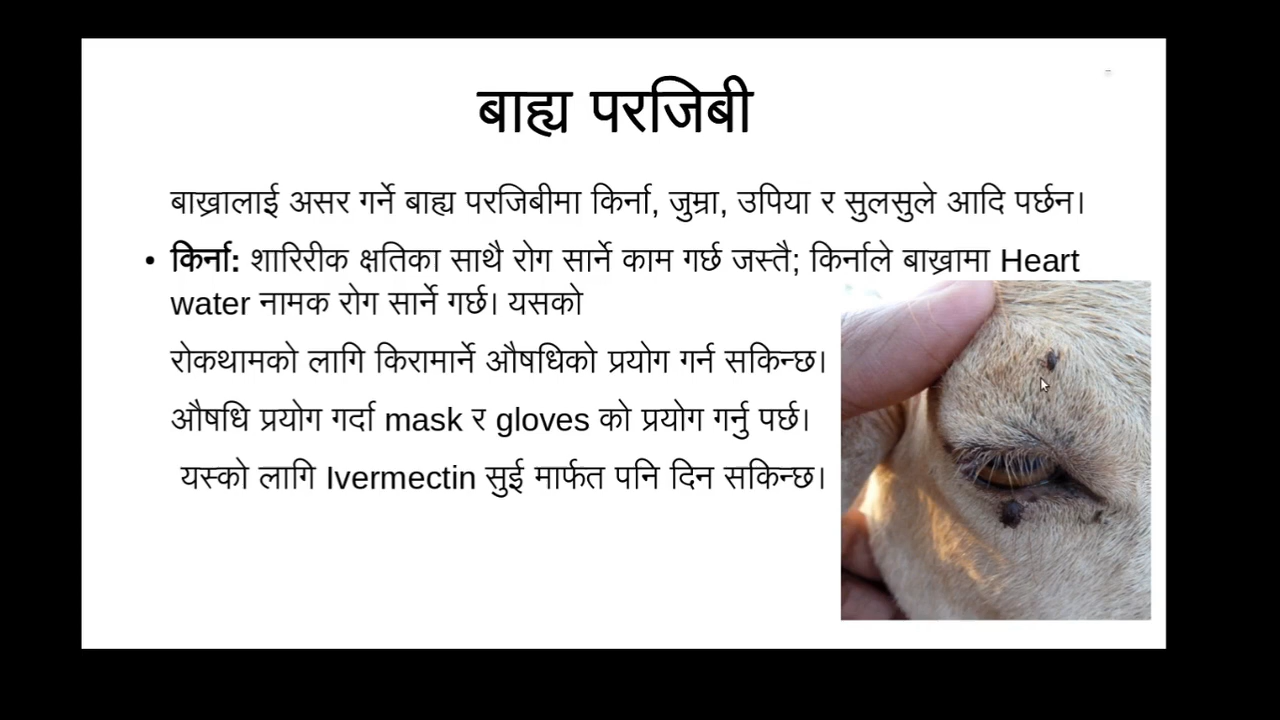 बाह्य परजिबी
बाख्रालाई असर गर्ने बाह्य परजिबीमा किर्ना, जुम्रा, उपिया र सुलसुले आदि पर्छन।
• किर्ना: शारिरीक क्षतिका साथै रोग सार्ने काम गर्छ जस्तै; किर्नाले बाख्रामा Heart
water नामक रोग सार्ने गर्छ। यसको
रोकथामको लागि किरामार्ने औषधिको प्रयोग गर्न सकिन्छ।
औषधि प्रयोग गर्दा mask र gloves को प्रयोग गर्नु पर्छ।
यस्को लागि Ivermectin सुई मार्फत पनि दिन सकिन्छ।